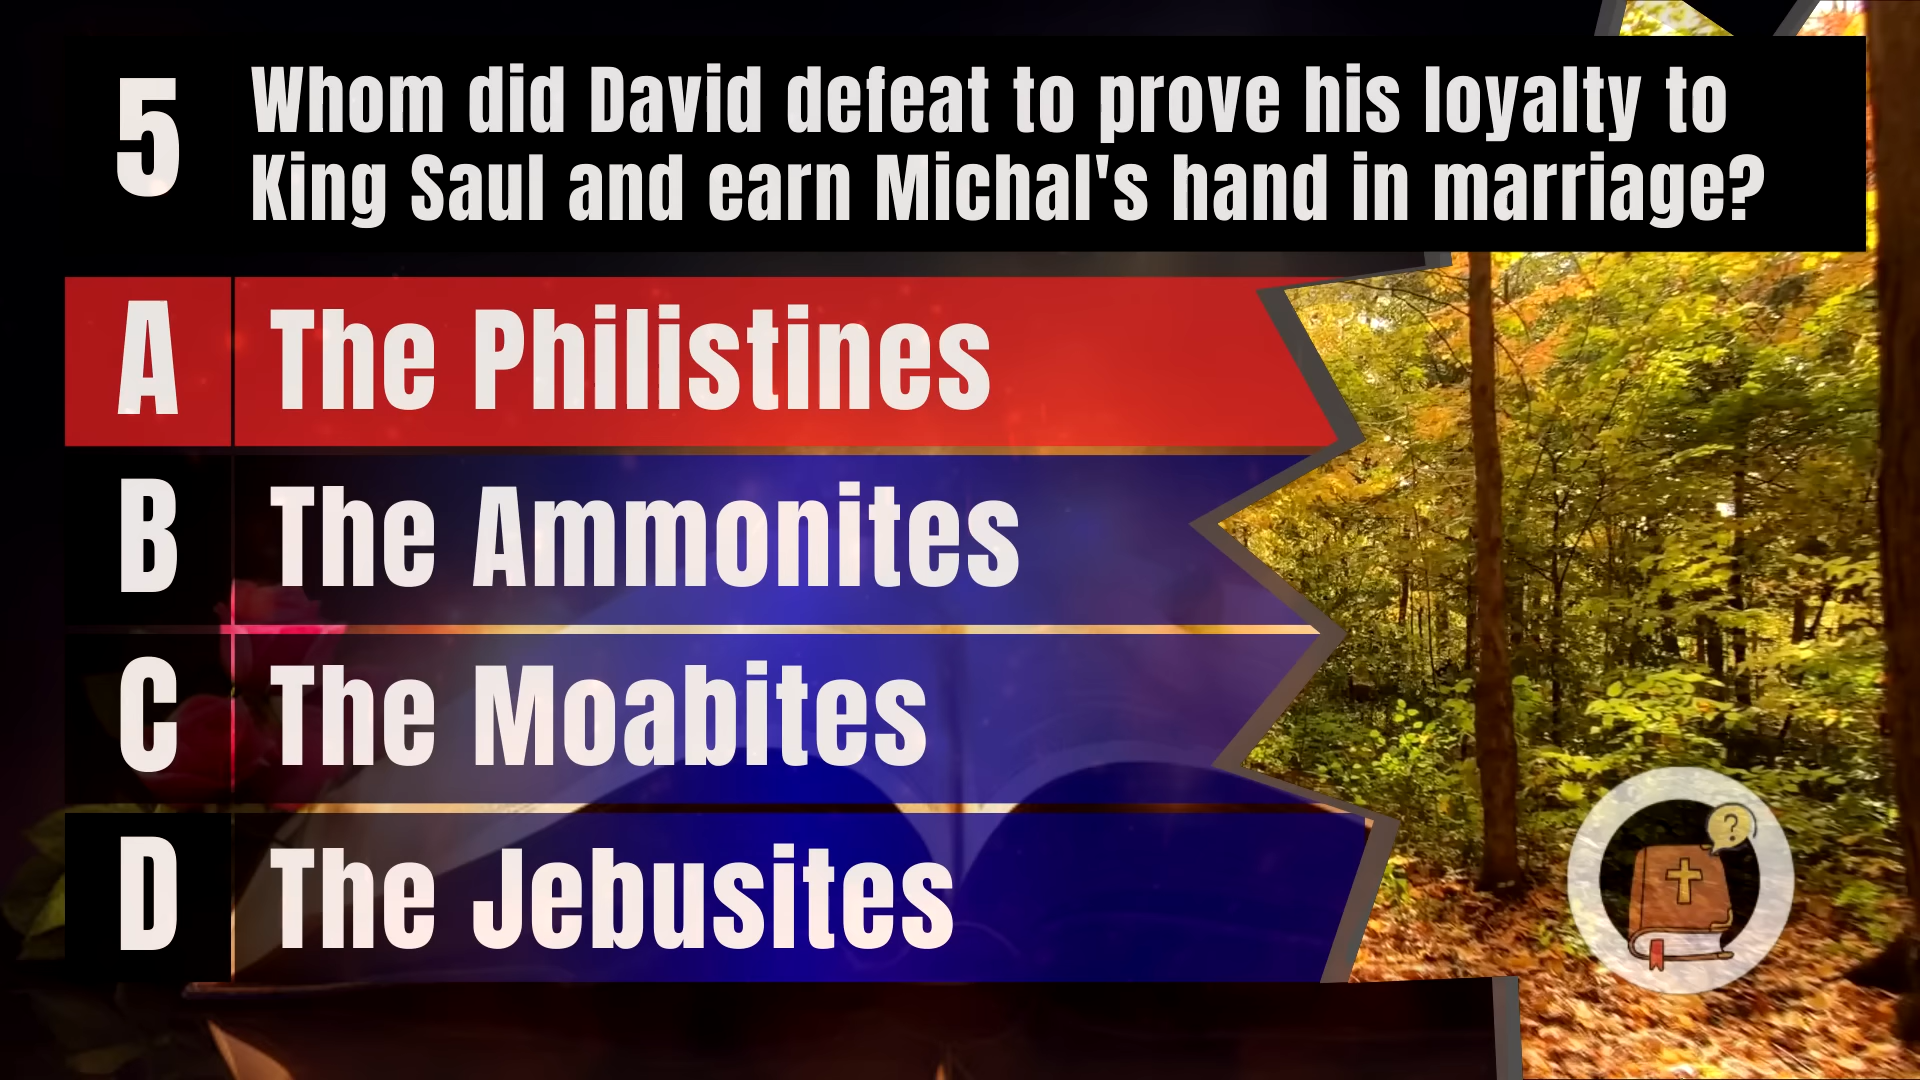 5
Whom did David defeat to prove his loyalty to
King Saul and earn Michal's hand in marriage?
A The Philistines
B The Ammonites
C The Moabites
D The Jebusites
?